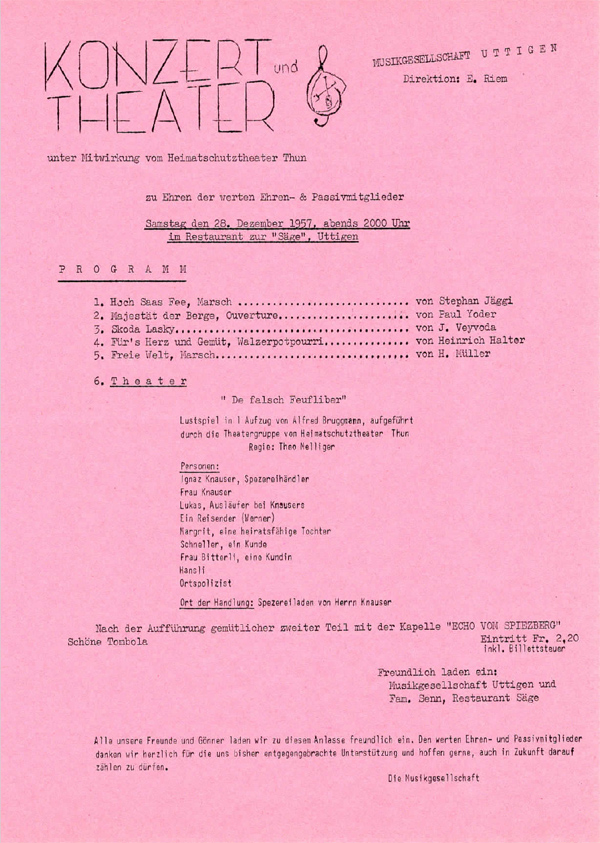 KONZERT und
THEATER
MUSIKGESELLSCHAFT UTTIGEN
Direktion: E. Riem
unter Mitwirkung vom Heimatschutztheater Thun
zu Ehren der werten Ehren- & Passivmitglieder
Samstag den 28. Dezember 1957, abends 2000 Uhr
im Restaurant zur "Säge", Uttigen
PROGRAMM
1. Hoch Saas Fee, Marsch .............................. von Stephan Jäggi
2. Majestät der Berge, Ouverture....................... von Paul Yoder
3. Skoda Lasky......................................... von J. Veyvoda
4. Für's Herz und Gemüt, Walzerpotpourri............... von Heinrich Halter
5. Freie Welt, Marsch.................................. von H. Müller
6. Theater
" De falsch Feufliber"
Lustspiel in 1 Aufzug von Alfred Bruggmann, aufgeführt
durch die Theatergruppe vom Heimatschutztheater Thun
Regie: Theo Nelliger
Personen:
Ignaz Knauser, Spezereihändler
Frau Knauser
Lukas, Ausläufer bei Knausers
Ein Reisender (Werner)
Margrit, eine heiratsfähige Tochter
Schneller, ein Kunde
Frau Bitterli, eine Kundin
Hansli
Ortspolizist
Ort der Handlung: Spezereiladen von Herrn Knauser
Nach der Aufführung gemütlicher zweiter Teil mit der Kapelle "ECHO VOM SPIEZBERG"
Schöne Tombola
Eintritt Fr. 2,20
inkl. Billettsteuer
Freundlich laden ein:
Musikgesellschaft Uttigen und
Fam. Senn, Restaurant Säge
Alle unsere Freunde und Gönner laden wir zu diesem Anlasse freundlich ein. Den werten Ehren- und Passivmitglieder
danken wir herzlich für die uns bisher entgegengebrachte Unterstützung und hoffen gerne, auch in Zukunft darauf
zählen zu dürfen.
Die Musikgesellschaft